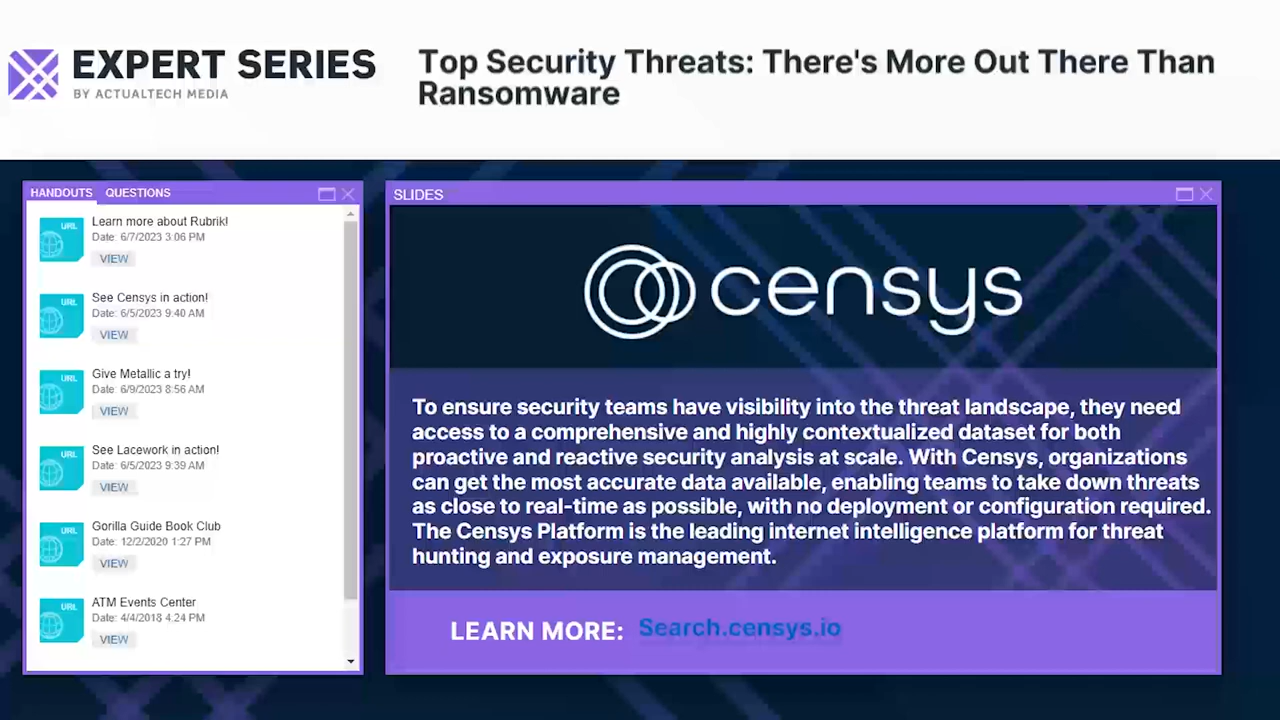 EXPERT SERIES
BY ACTUALTECH MEDIA
Top Security Threats: There's More Out There Than
Ransomware
HANDOUTS QUESTIONS
URL
Learn more about Rubrik!
Date: 6/7/2023 3:06 PM
VIEW
URL
See Censys in action!
Date: 6/5/2023 9:40 AM
VIEW
URL
Give Metallic a try!
Date: 6/9/2023 8:56 AM
VIEW
URL
See Lacework in action!
Date: 6/5/2023 9:39 AM
VIEW
URL
Gorilla Guide Book Club
Date: 12/2/2020 1:27 PM
VIEW
URL
ATM Events Center
Date: 4/4/2018 4:24 PM
VIEW
SLIDES
censys
To ensure security teams have visibility into the threat landscape, they need
access to a comprehensive and highly contextualized dataset for both
proactive and reactive security analysis at scale. With Censys, organizations
can get the most accurate data available, enabling teams to take down threats
as close to real-time as possible, with no deployment or configuration required.
The Censys Platform is the leading internet intelligence platform for threat
hunting and exposure management.
LEARN MORE: Search.censys.io